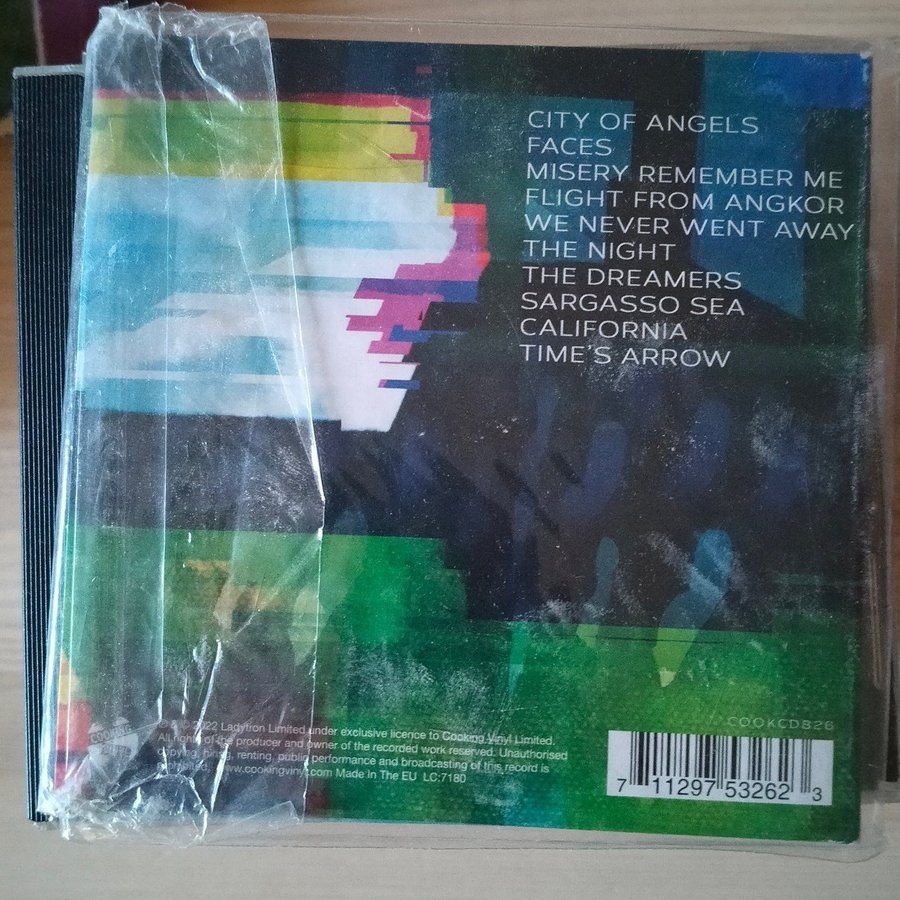 CITY OF ANGELS
FACES
MISERY REMEMBER ME
FLIGHT FROM ANGKOR
WE NEVER WENT AWAY
THE NIGHT
THE DREAMERS
SARGASSO SEA
CALIFORNIA
TIME'S ARROW
COOKCD826
2022 Ladytron Limited under exclusive licence to Cooking Vinyl Limited.
All rights of the producer and owner of the recorded work reserved. Unauthorised
copying, hiring, renting, public performance and broadcasting of this record is
prohibited. www.cookingvinyl.com Made In The EU LC:7180
COOKING
VINYL
7 11297 53262 3